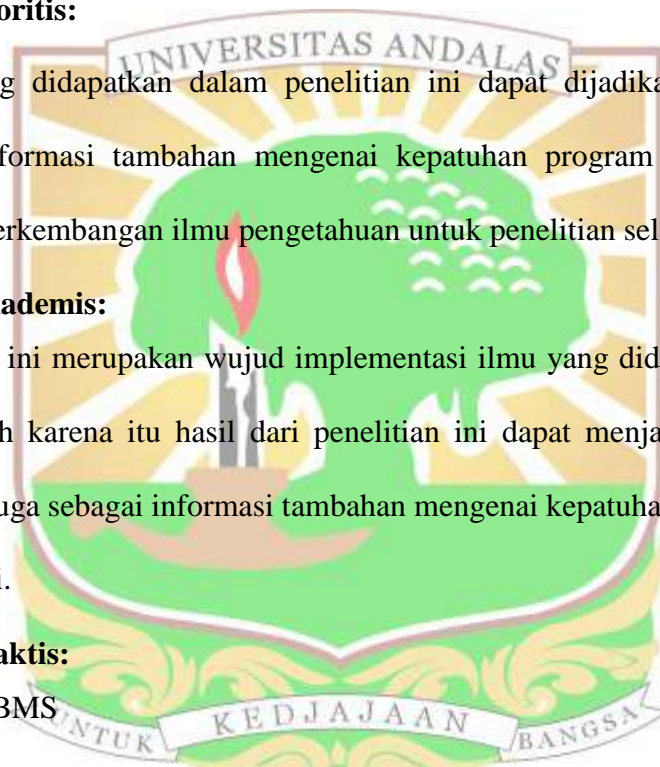 oritis:
UNIVERSITAS ANDALAS
g didapatkan dalam penelitian ini dapat dijadika
formasi tambahan mengenai kepatuhan program
erkembangan ilmu pengetahuan untuk penelitian sel
ademis:
ini merupakan wujud implementasi ilmu yang did
h karena itu hasil dari penelitian ini dapat menja
uga sebagai informasi tambahan mengenai kepatuha
i.
aktis:
BMS
UNTUK KEDJAJAAN BANGSA